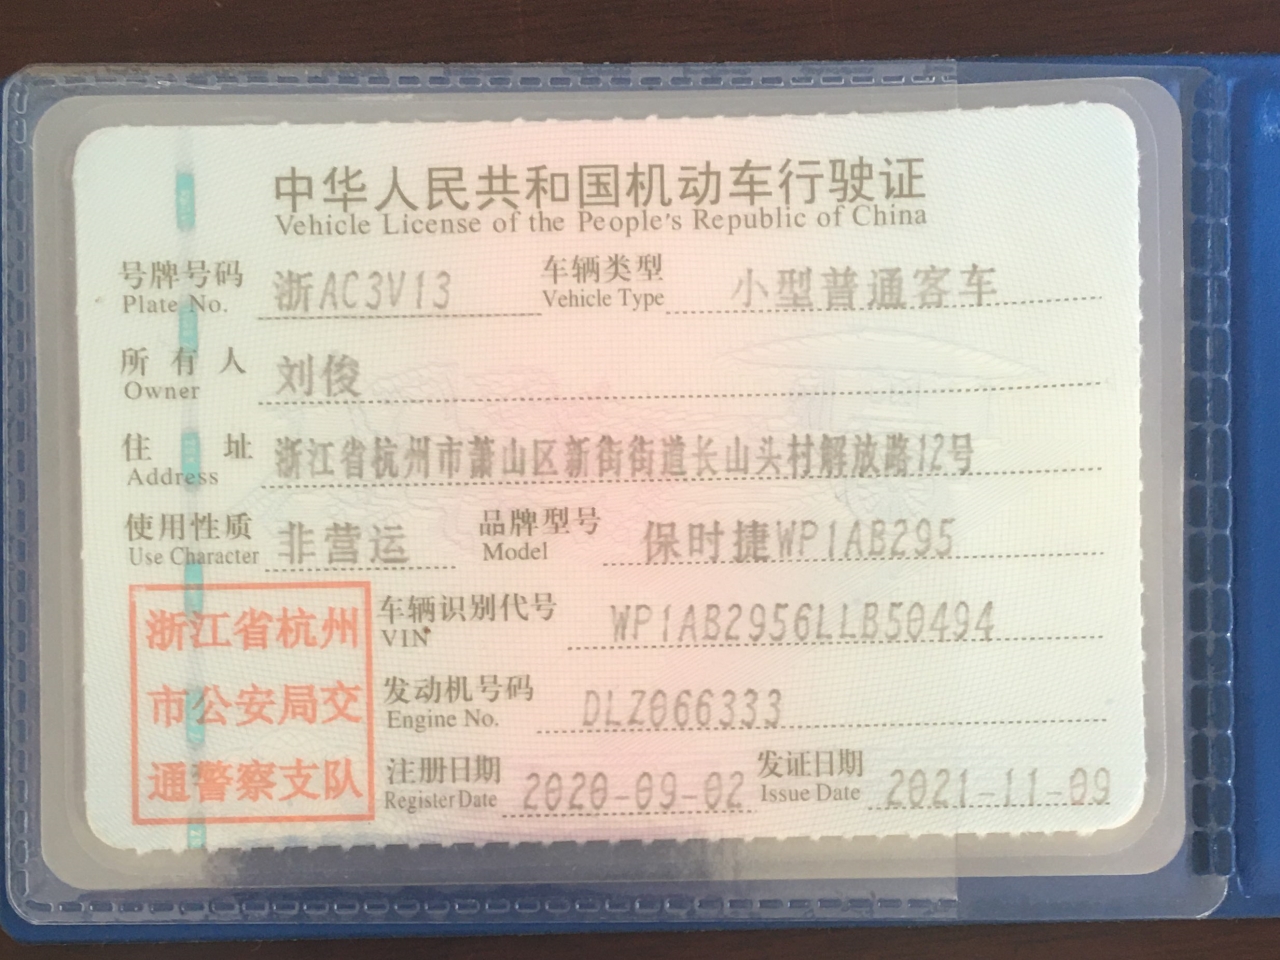 中华人民共和国机动车行驶证
Vehicle License of the People's Republic of China
号牌号码 浙AC3V13 车辆类型 小型普通客车
Plate No. Vehicle Type
所有人 刘俊
Owner
住址 浙江省杭州市萧山区新街街道长山头村解放路12号
Address
使用性质 非营运 品牌型号 保时捷WP1AB295
Use Character Model
浙江省杭州
市公安局交
通警察支队
车辆识别代号 WP1AB2956LLB50494
VIN
发动机号码 DLZ066333
Engine No.
注册日期 2020-09-02 发证日期 2021-11-09
Register Date Issue Date